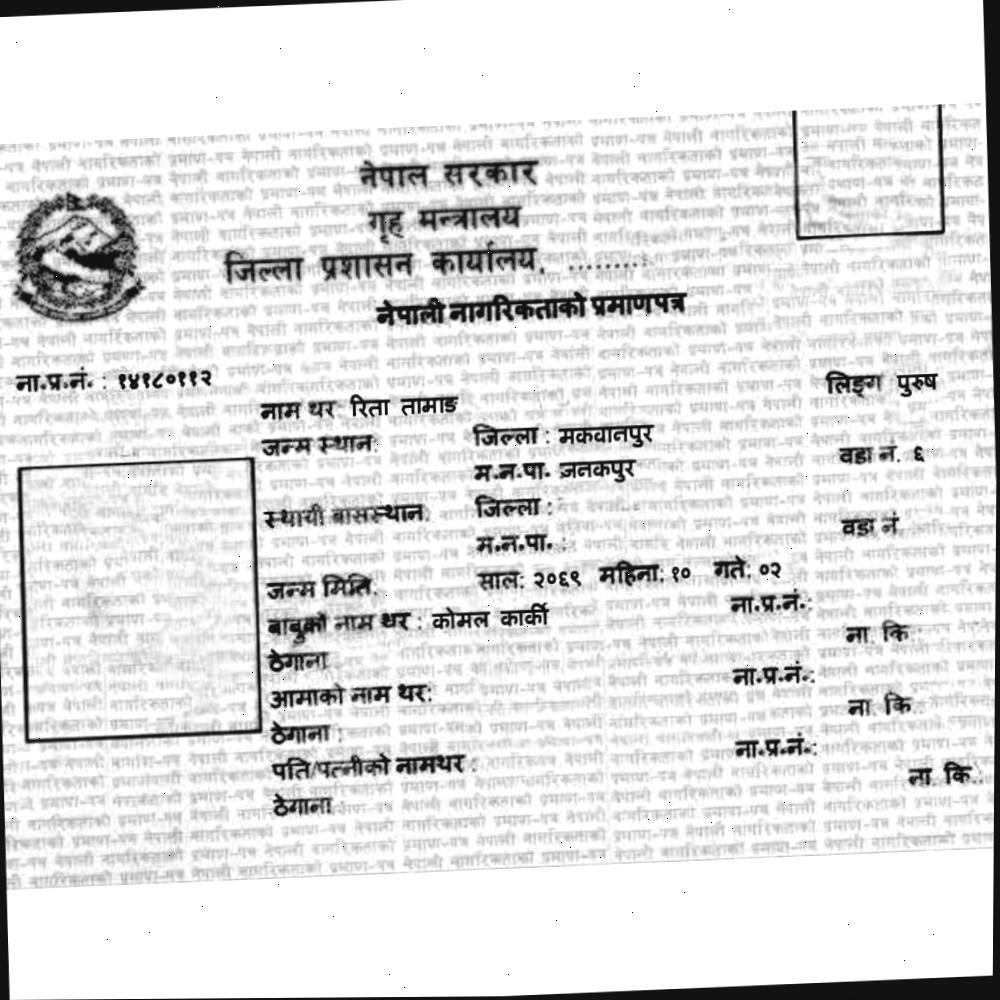 नेपाल सरकार
गृह मन्त्रालय
जिल्ला प्रशासन कार्यालय, .........
नेपाली नागरिकताको प्रमाणपत्र
ना.प्र.नं. : १४१८०११२
लिङ्ग पुरुष
नाम थर: रिता तामाङ
जन्म स्थान: जिल्ला : मकवानपुर
म.न.पा. जनकपुर वडा नं. ६
स्थायी बासस्थान: जिल्ला :
म.न.पा. : वडा नं
जन्म मिति: साल: २०६९ महिना: १० गते: ०२
बाबुको नाम थर : कोमल कार्की ना.प्र.नं.:
ठेगाना ना. कि.:
आमाको नाम थर: ना.प्र.नं.:
ठेगाना : ना. कि.:
पति/पत्नीको नामथर : ना.प्र.नं.:
ठेगाना : ना. कि.: